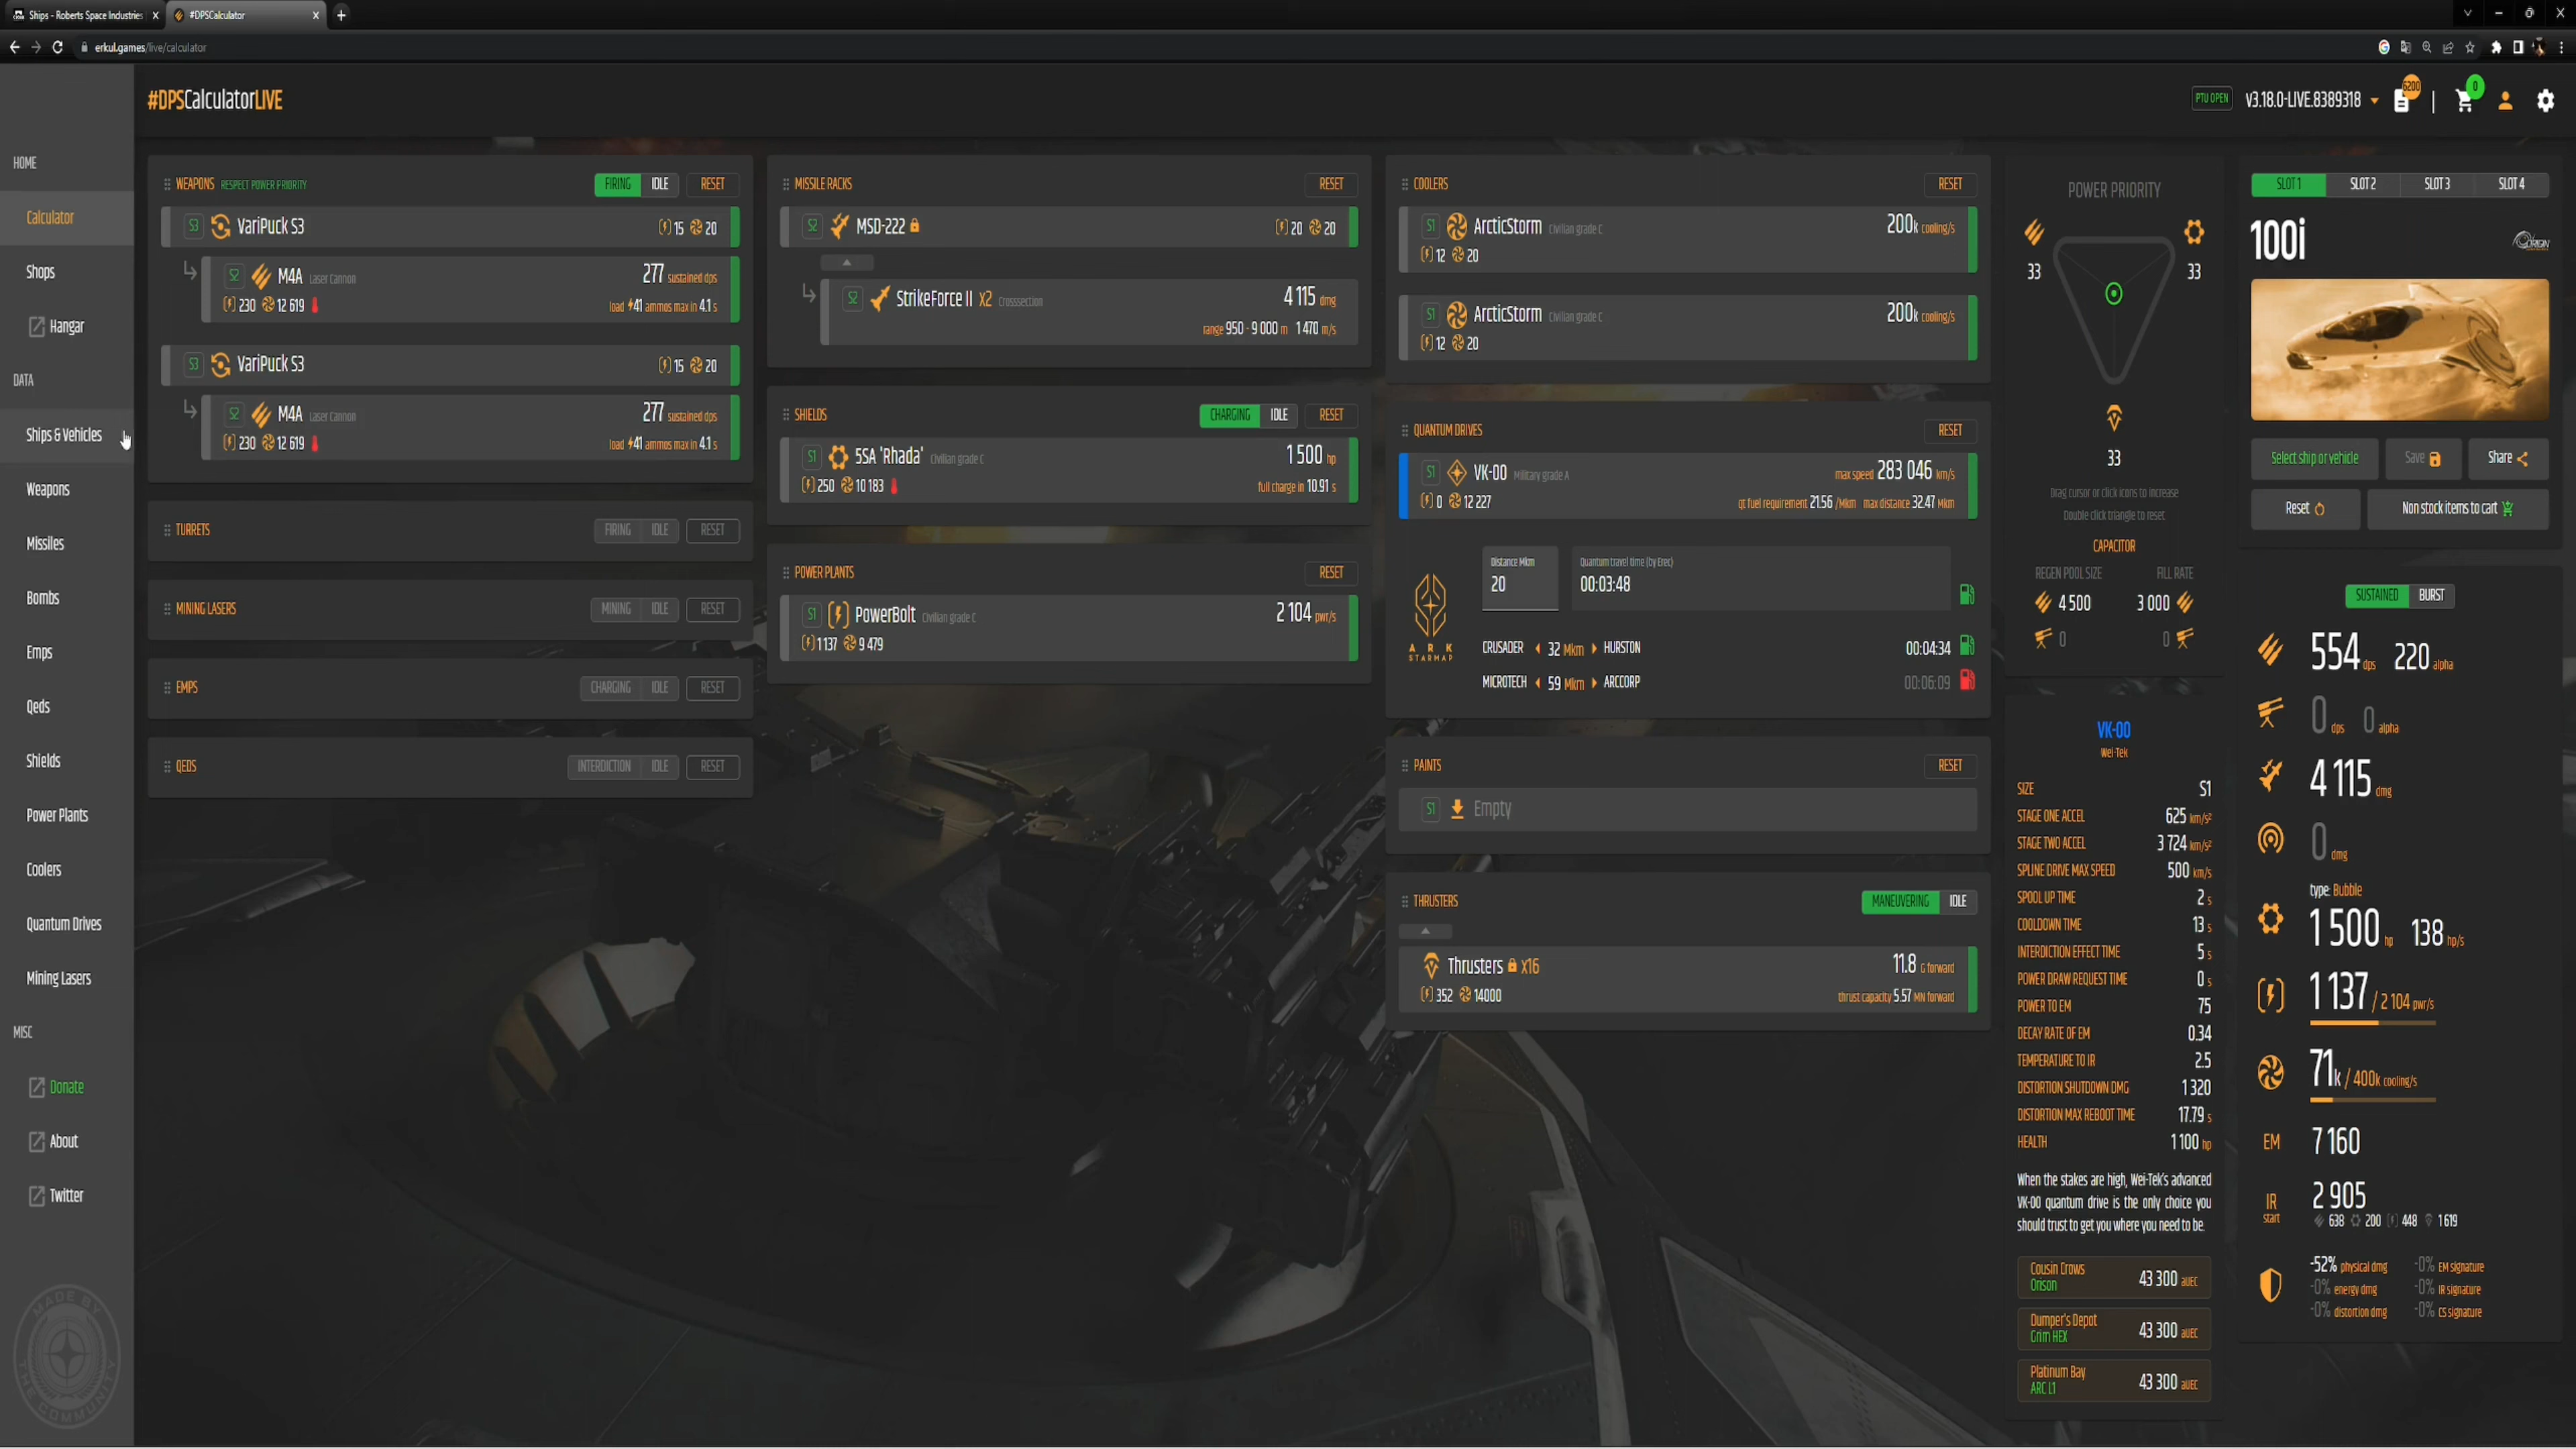 Ships - Roberts Space Industries
#DPSCalculator
erkul.games/live/calculator
#DPSCalculatorLIVE
PTU OPEN
v3.18.0-LIVE.8389318
6200
0
HOME
Calculator
Shops
Hangar
DATA
Ships & Vehicles
Weapons
Missiles
Bombs
Emps
Qeds
Shields
Power Plants
Coolers
Quantum Drives
Mining Lasers
MISC
Donate
About
Twitter
MADE BY THE COMMUNITY
WEAPONS RESPECT POWER PRIORITY FIRING IDLE RESET
S3 VariPuck S3 15 20
S2 M4A Laser Cannon 277 sustained dps
230 12 619 load 41 ammos max in 4.1 s
S3 VariPuck S3 15 20
S2 M4A Laser Cannon 277 sustained dps
230 12 619 load 41 ammos max in 4.1 s
TURRETS FIRING IDLE RESET
MINING LASERS MINING IDLE RESET
EMPS CHARGING IDLE RESET
QEDS INTERDICTION IDLE RESET
MISSILE RACKS RESET
S2 MSD-222 20 20
S2 StrikeForce II X2 Crosssection 4 115 dmg
range 950 - 9 000 m 1 470 m/s
SHIELDS CHARGING IDLE RESET
S1 5SA 'Rhada' Civilian grade C 1 500 hp
250 10 183 full charge in 10.91 s
POWER PLANTS RESET
S1 PowerBolt Civilian grade C 2 104 pwr/s
1 137 9 479
COOLERS RESET
S1 ArcticStorm Civilian grade C 200k cooling/s
12 20
S1 ArcticStorm Civilian grade C 200k cooling/s
12 20
QUANTUM DRIVES RESET
S1 VK-00 Military grade A max speed 283 046 km/s
0 12 227 qt fuel requirement 21.56 /Mkm max distance 32.47 Mkm
Distance Mkm
20
Quantum travel time (by Erec)
00:03:48
ARK
STARMAP
CRUSADER 32 Mkm HURSTON 00:04:34
MICROTECH 59 Mkm ARCCORP 00:06:09
PAINTS RESET
S1 Empty
THRUSTERS MANEUVERING IDLE
Thrusters x16 11.8 G forward
352 14000 thrust capacity 5.57 MN forward
POWER PRIORITY
33 33
33
Drag cursor or click icons to increase
Double click triangle to reset
CAPACITOR
REGEN POOL SIZE FILL RATE
4 500 3 000
0 0
VK-00
Wei-Tek
SIZE S1
STAGE ONE ACCEL 625 km/s²
STAGE TWO ACCEL 3 724 km/s²
SPLINE DRIVE MAX SPEED 500 km/s
SPOOL UP TIME 2 s
COOLDOWN TIME 13 s
INTERDICTION EFFECT TIME 5 s
POWER DRAW REQUEST TIME 0 s
POWER TO EM 75
DECAY RATE OF EM 0.34
TEMPERATURE TO IR 2.5
DISTORTION SHUTDOWN DMG 1 320
DISTORTION MAX REBOOT TIME 17.79 s
HEALTH 1 100 hp
When the stakes are high, Wei-Tek's advanced
VK-00 quantum drive is the only choice you
should trust to get you where you need to be.
Cousin Crows
Orison
43 300 aUEC
Dumper's Depot
Grim HEX
43 300 aUEC
Platinum Bay
ARC L1
43 300 aUEC
SLOT 1 SLOT 2 SLOT 3 SLOT 4
100i
ORIGIN
Select ship or vehicle Save Share
Reset Non stock items to cart
SUSTAINED BURST
554 dps 220 alpha
0 dps 0 alpha
4 115 dmg
0 dmg
type: Bubble
1 500 hp 138 hp/s
1 137 / 2 104 pwr/s
71k / 400k cooling/s
EM 7 160
IR start 2 905
638 200 448 1 619
-52% physical dmg -0% EM signature
-0% energy dmg -0% IR signature
-0% distortion dmg -0% CS signature